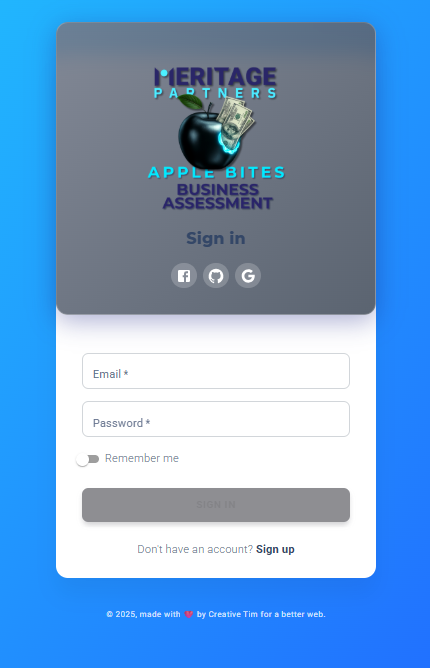 MERITAGE
PARTNERS
APPLE BITES
BUSINESS
ASSESSMENT
Sign in
Email *
Password *
Remember me
SIGN IN
Don't have an account? Sign up
© 2025, made with ❤ by Creative Tim for a better web.